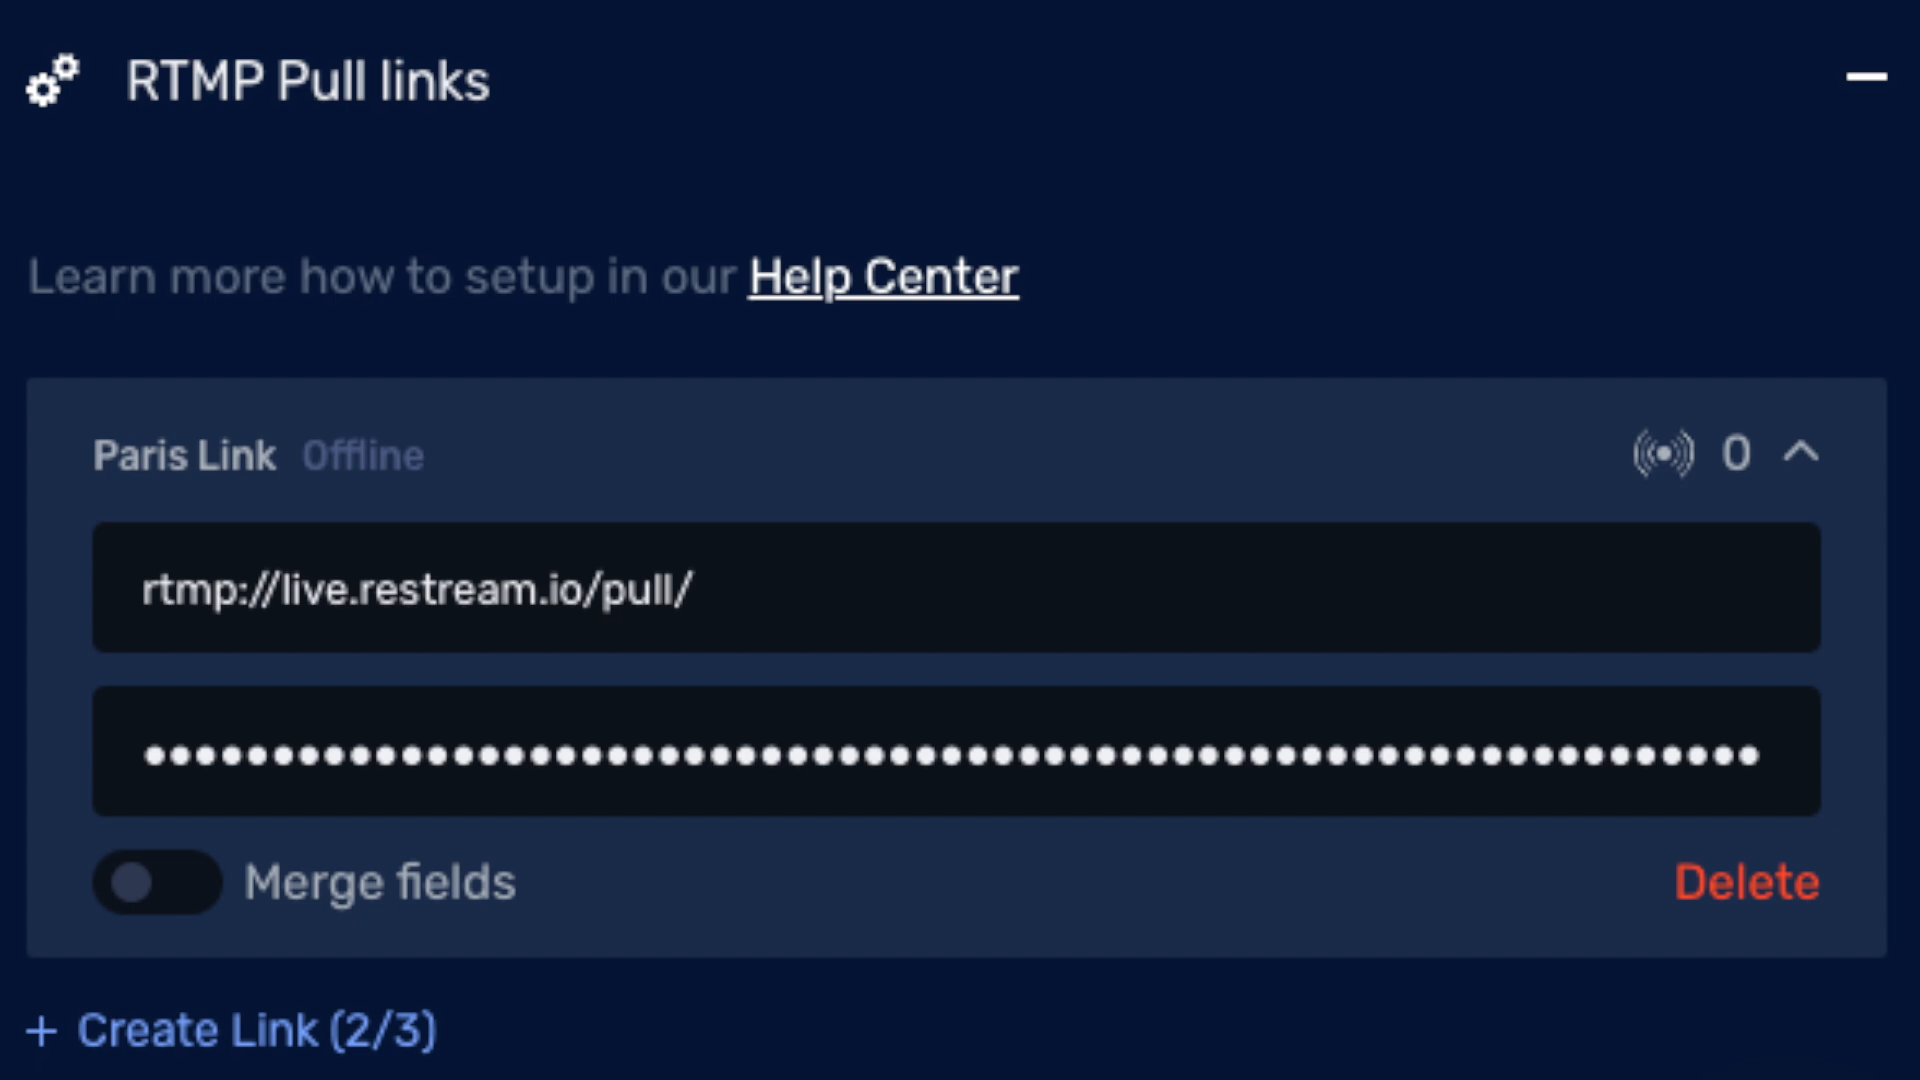 RTMP Pull links
Learn more how to setup in our Help Center
Paris Link Offline 0
rtmp://live.restream.io/pull/
•••••••••••••••••••••••••••••••••••••••••••••••••••••••••••••••
Merge fields Delete
+ Create Link (2/3)